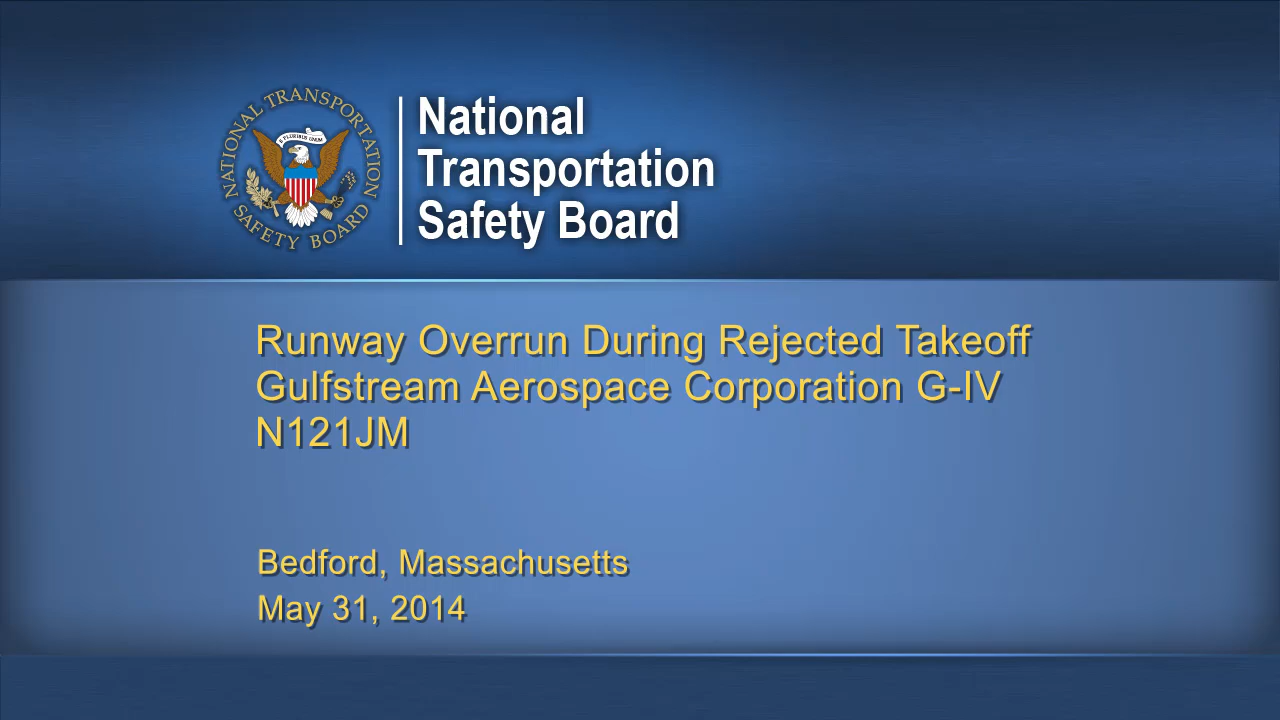 NATIONAL TRANSPORTATION SAFETY BOARD
E PLURIBUS UNUM
National
Transportation
Safety Board
Runway Overrun During Rejected Takeoff
Gulfstream Aerospace Corporation G-IV
N121JM
Bedford, Massachusetts
May 31, 2014